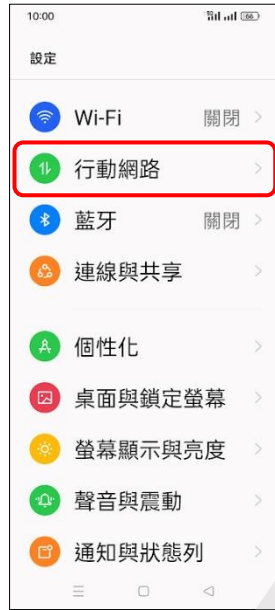 10:00 66
設定
Wi-Fi 關閉
行動網路
藍牙 關閉
連線與共享
個性化
桌面與鎖定螢幕
螢幕顯示與亮度
聲音與震動
通知與狀態列